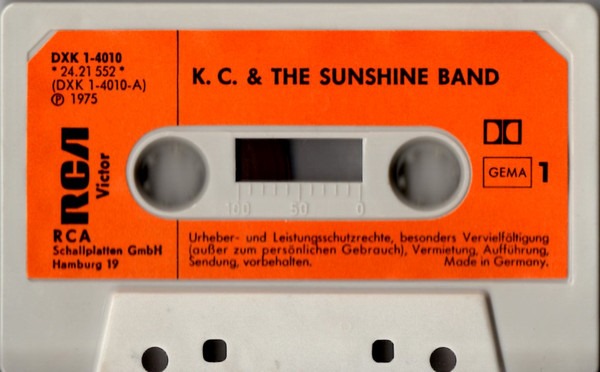 DXK 1-4010
* 24.21 552 *
(DXK 1-4010-A)
Ⓟ 1975
K. C. & THE SUNSHINE BAND
RCA
Victor
GEMA 1
100 50 0
RCA
Schallplatten GmbH
Hamburg 19
Urheber- und Leistungsschutzrechte, besonders Vervielfältigung
(außer zum persönlichen Gebrauch), Vermietung, Aufführung,
Sendung, vorbehalten. Made in Germany.